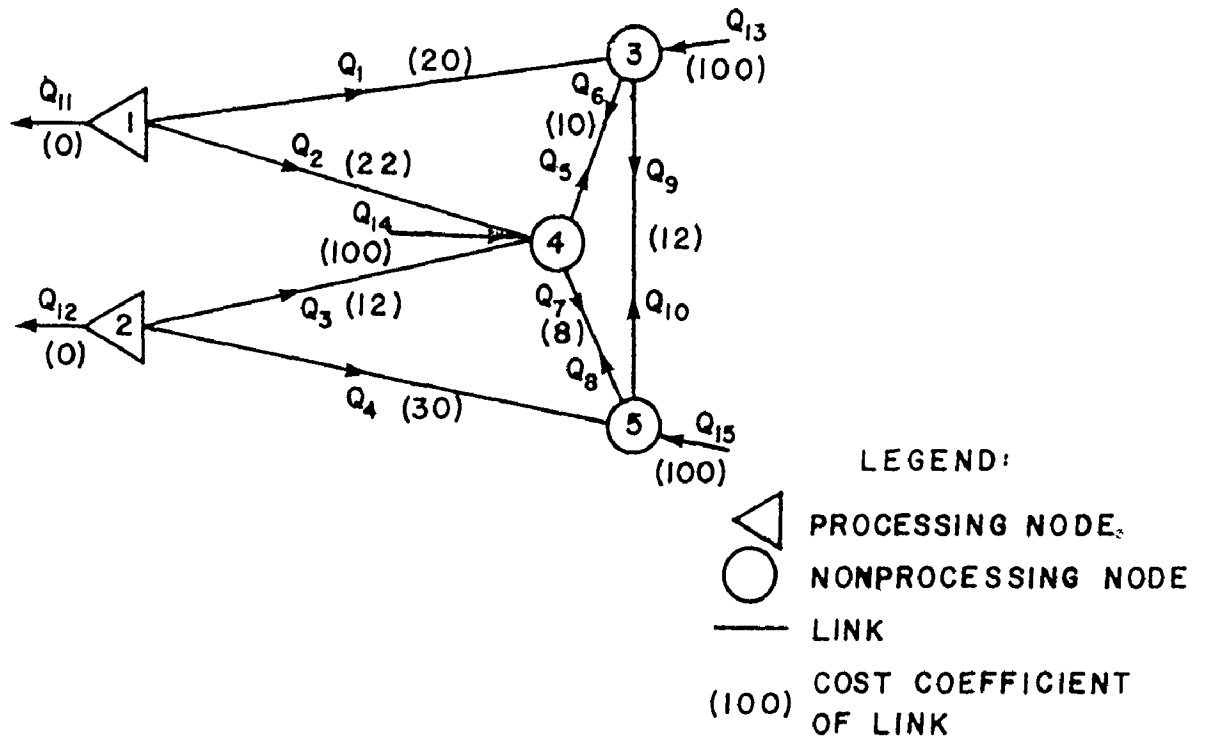 Q13
3
(100)
Q1 (20)
Q6
Q11
1
(0)
(10)
Q2 (22)
Q5
Q9
Q14
(100)
4
(12)
Q12
2
(0)
Q3 (12)
Q7
(8)
Q10
Q8
Q4 (30)
5
Q15
(100)
LEGEND:
PROCESSING NODE
NONPROCESSING NODE
LINK
(100) COST COEFFICIENT
OF LINK